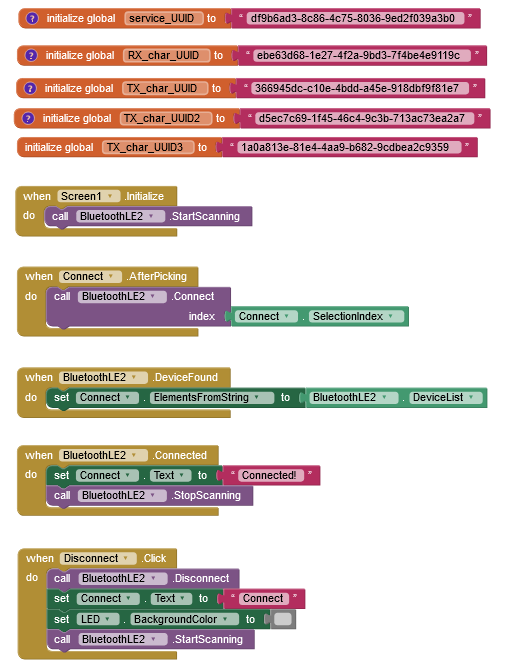 ? initialize global service_UUID to " df9b6ad3-8c86-4c75-8036-9ed2f039a3b0 "
? initialize global RX_char_UUID to " ebe63d68-1e27-4f2a-9bd3-7f4be4e9119c "
? initialize global TX_char_UUID to " 366945dc-c10e-4bdd-a45e-918dbf9f81e7 "
? initialize global TX_char_UUID2 to " d5ec7c69-1f45-46c4-9c3b-713ac73ea2a7 "
initialize global TX_char_UUID3 to " 1a0a813e-81e4-4aa9-b682-9cdbea2c9359 "
when Screen1 .Initialize
do call BluetoothLE2 .StartScanning
when Connect .AfterPicking
do call BluetoothLE2 .Connect
index Connect . SelectionIndex
when BluetoothLE2 .DeviceFound
do set Connect . ElementsFromString to BluetoothLE2 . DeviceList
when BluetoothLE2 .Connected
do set Connect . Text to " Connected! "
call BluetoothLE2 .StopScanning
when Disconnect .Click
do call BluetoothLE2 .Disconnect
set Connect . Text to " Connect "
set LED . BackgroundColor to
call BluetoothLE2 .StartScanning